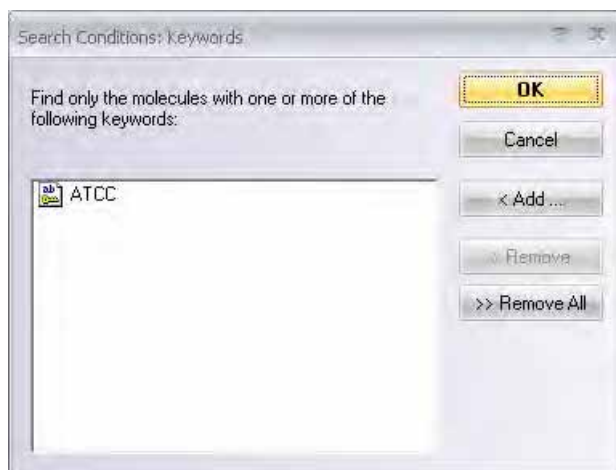 Search Conditions: Keywords
Find only the molecules with one or more of the
following keywords:
ATCC
OK
Cancel
< Add ...
> Remove
>> Remove All